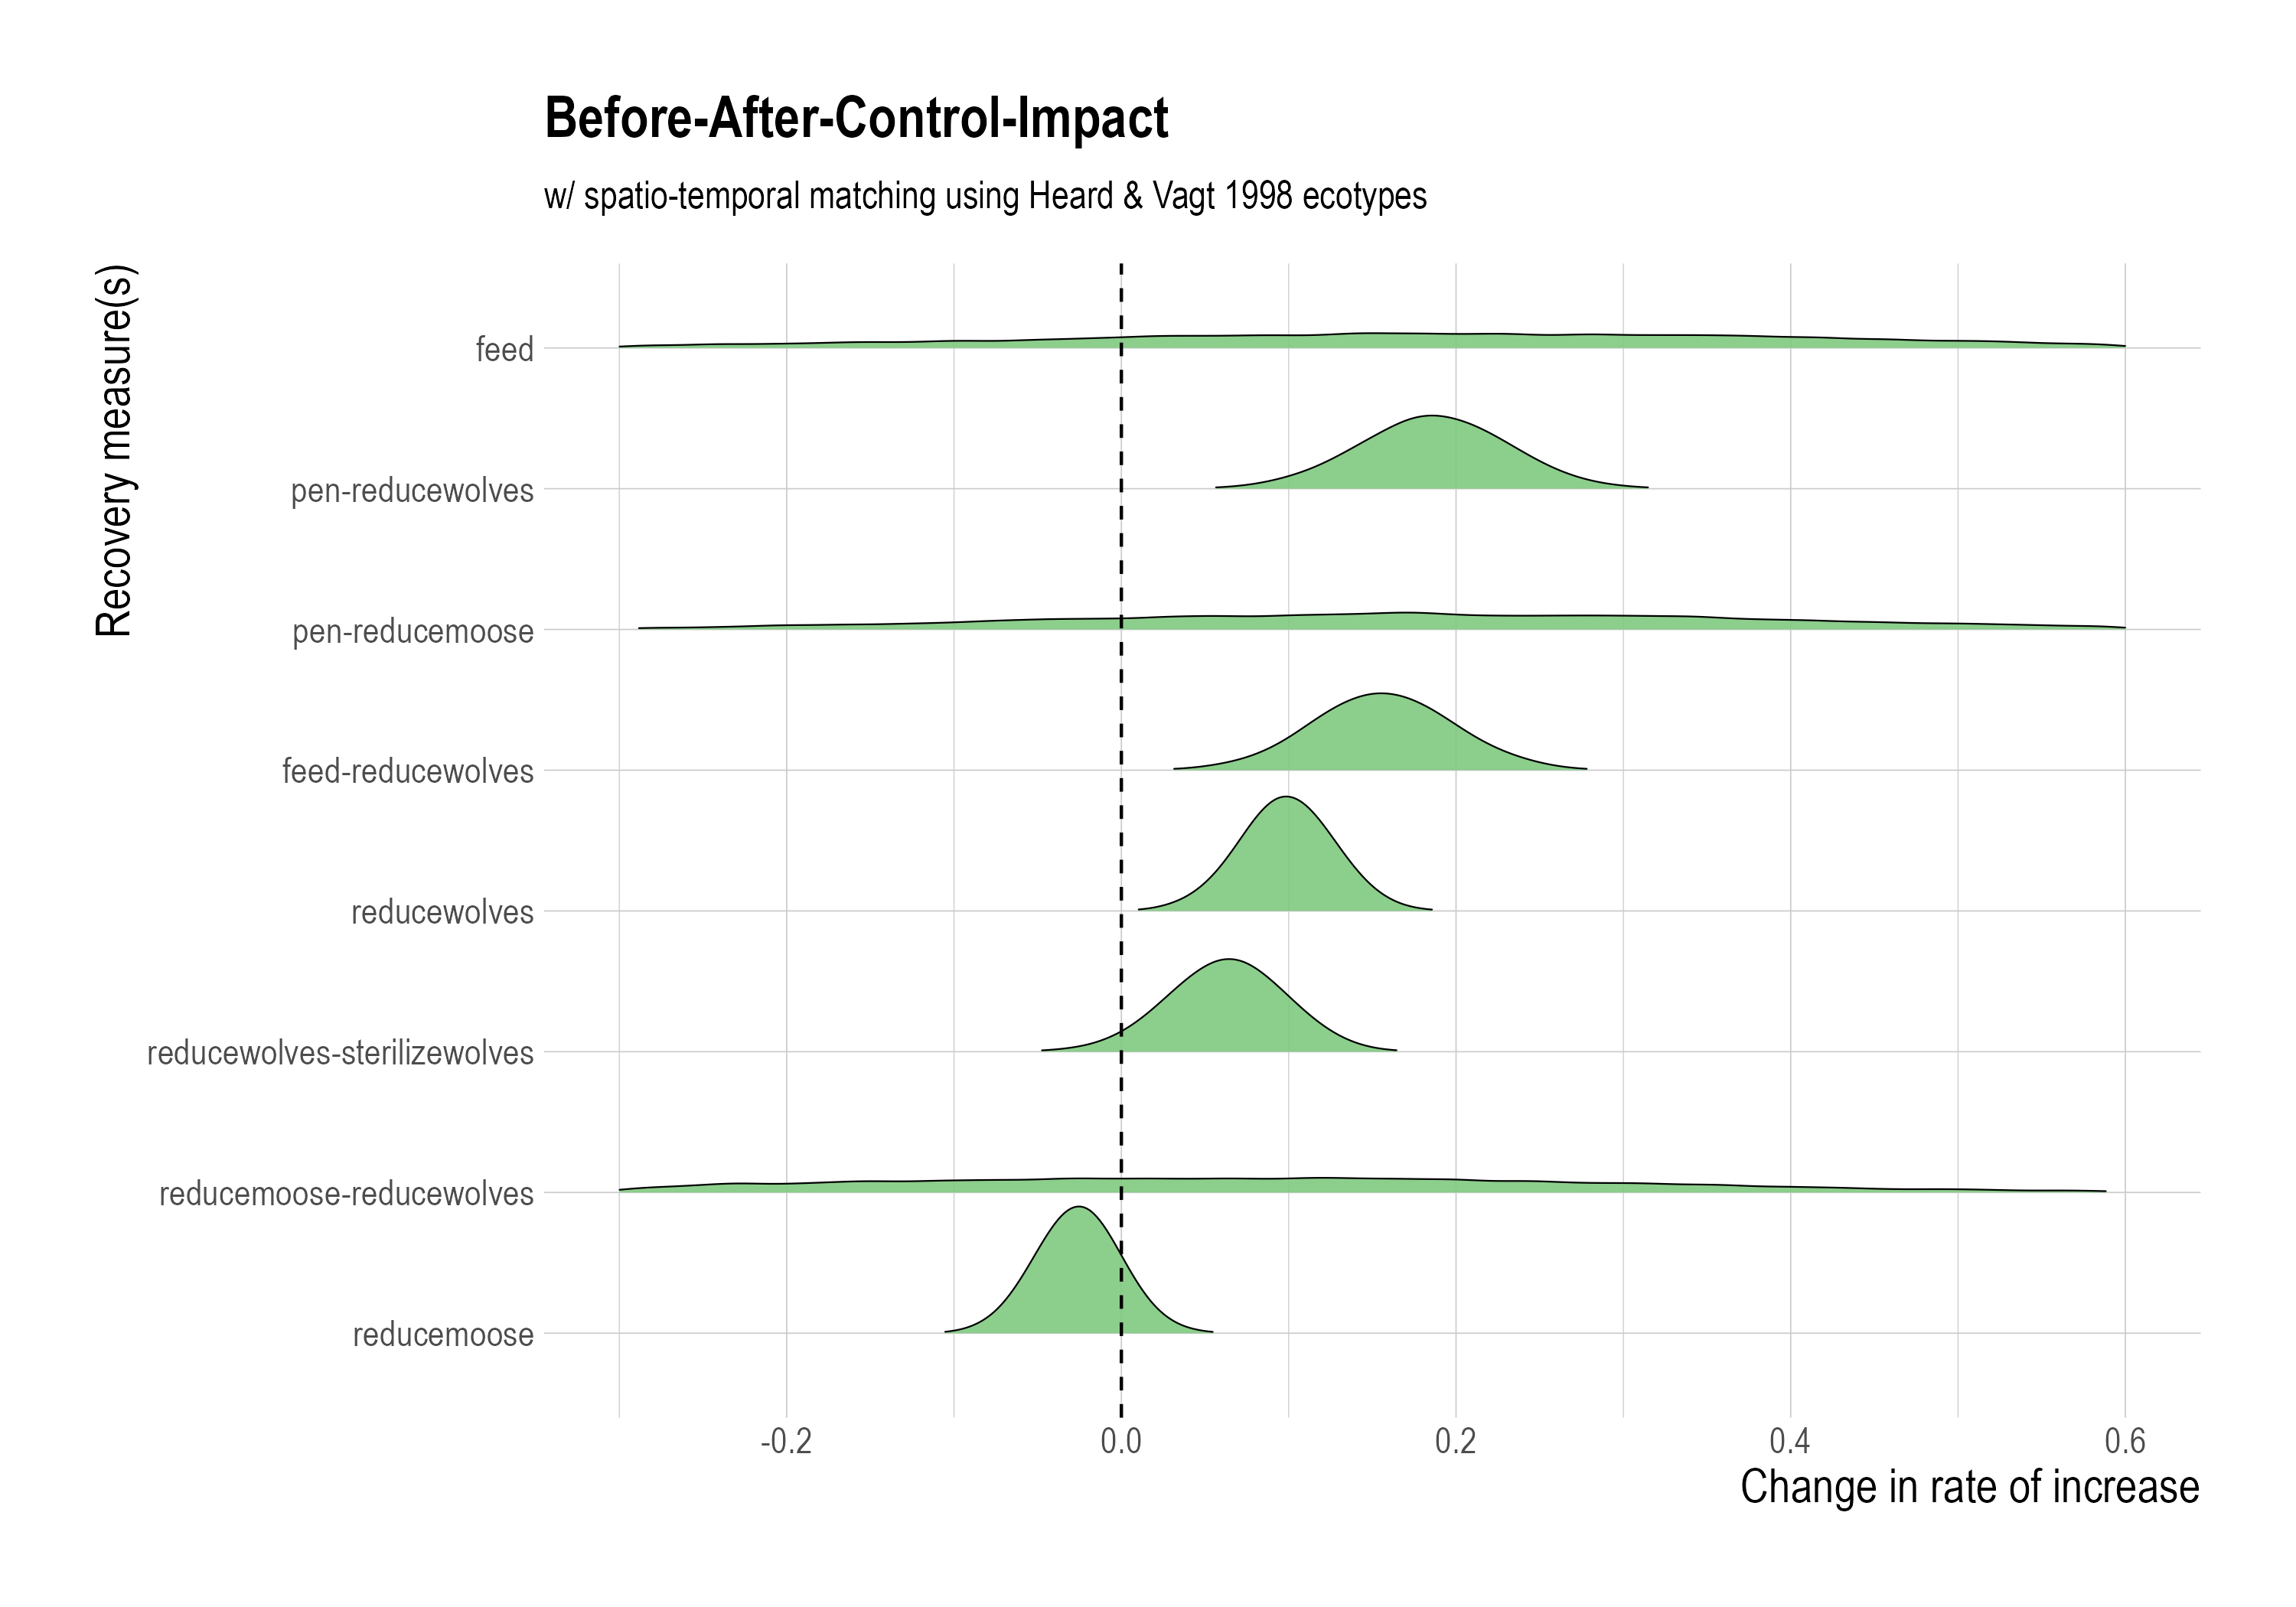 Before-After-Control-Impact
w/ spatio-temporal matching using Heard & Vagt 1998 ecotypes
Recovery measure(s)
feed
pen-reducewolves
pen-reducemoose
feed-reducewolves
reducewolves
reducewolves-sterilizewolves
reducemoose-reducewolves
reducemoose
-0.2 0.0 0.2 0.4 0.6
Change in rate of increase